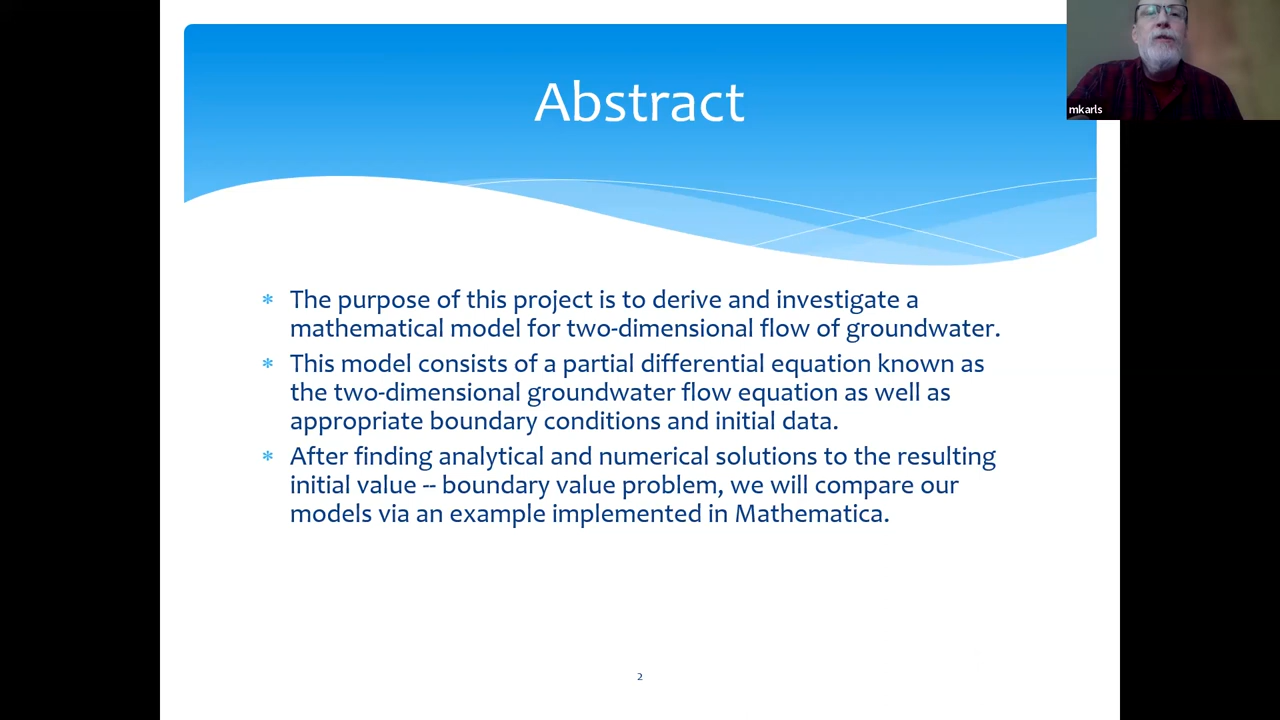 Abstract
mkarls
* The purpose of this project is to derive and investigate a
mathematical model for two-dimensional flow of groundwater.
* This model consists of a partial differential equation known as
the two-dimensional groundwater flow equation as well as
appropriate boundary conditions and initial data.
* After finding analytical and numerical solutions to the resulting
initial value -- boundary value problem, we will compare our
models via an example implemented in Mathematica.
2